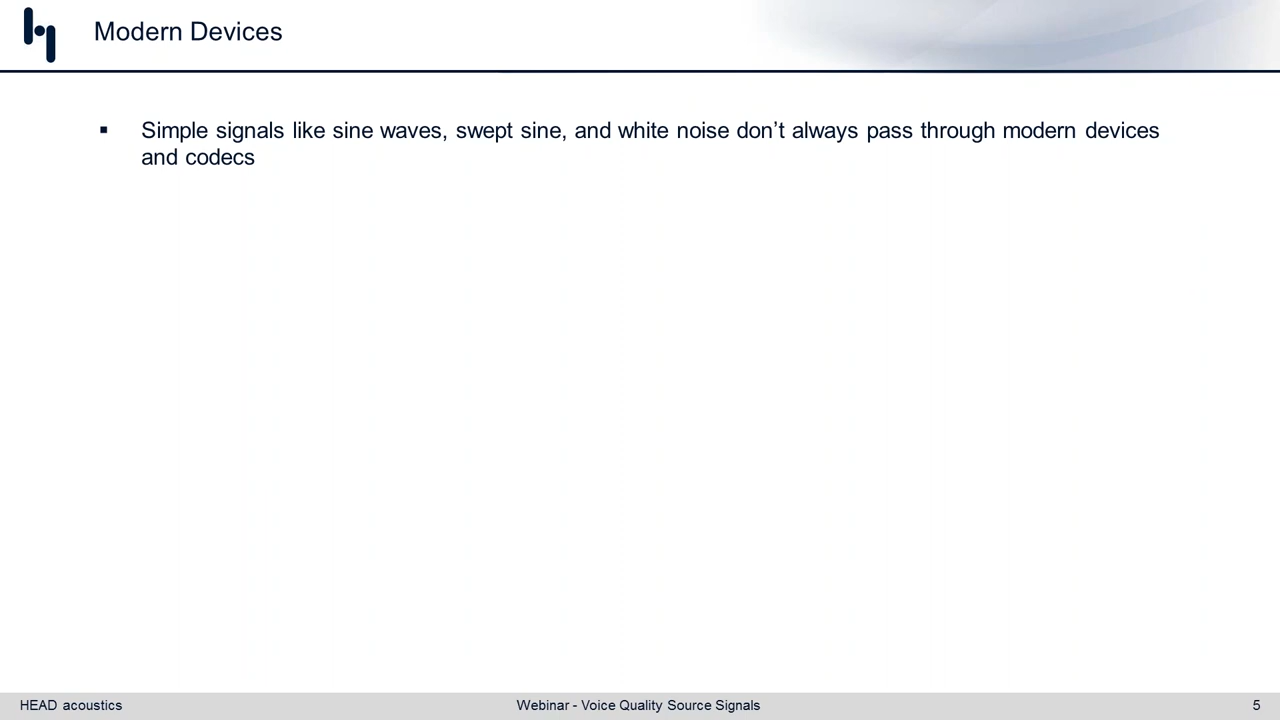 Modern Devices
▪ Simple signals like sine waves, swept sine, and white noise don’t always pass through modern devices
and codecs
HEAD acoustics
Webinar - Voice Quality Source Signals
5